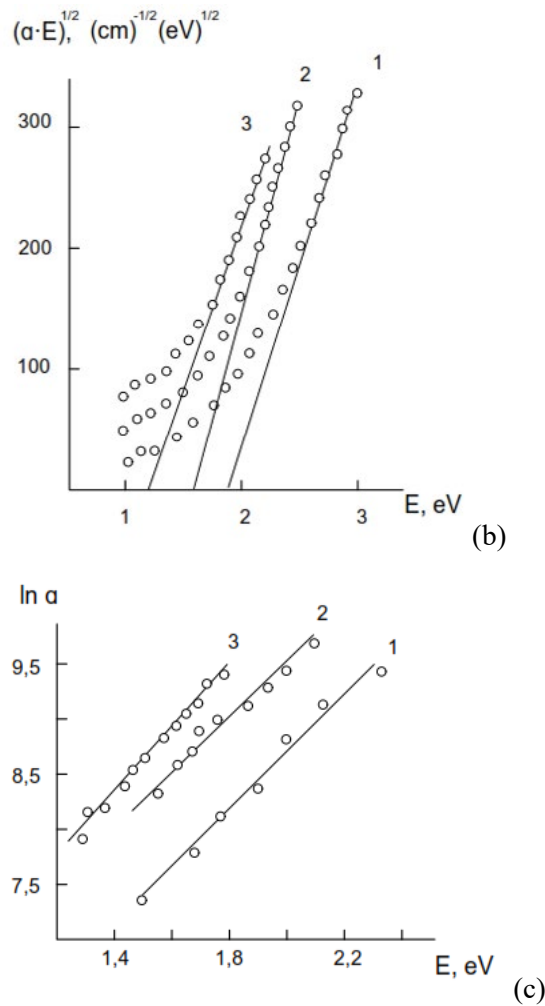 (α·E)^1/2, (cm)^-1/2 (eV)^1/2
1
2
3
300
200
100
1 2 3
E, eV
(b)
ln α
2
3
1
9,5
8,5
7,5
1,4 1,8 2,2
E, eV
(c)